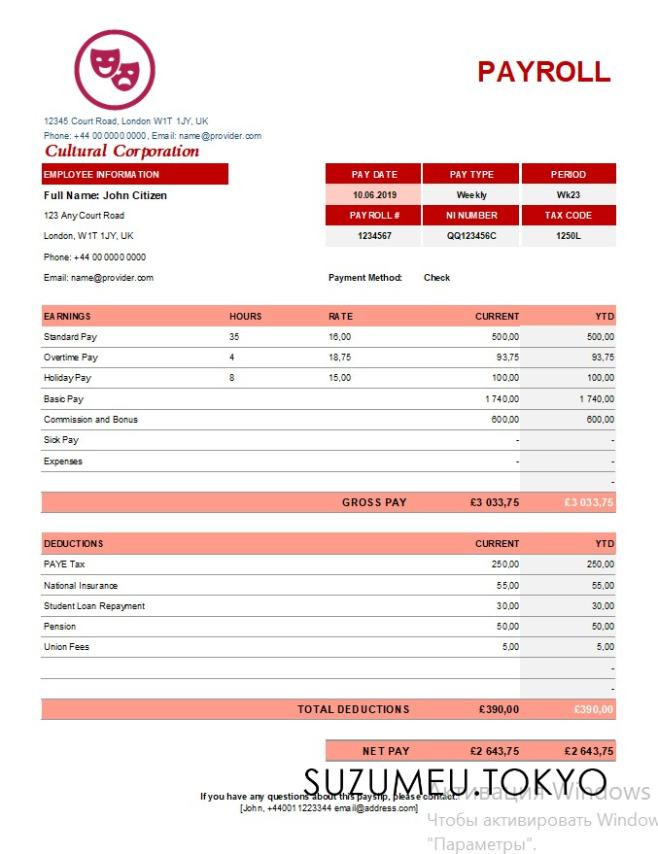 PAYROLL
12345 Court Road, London W1T 1JY, UK
Phone: +44 00 0000 0000, Email: name@provider.com
Cultural Corporation
EMPLOYEE INFORMATION PAY DATE PAY TYPE PERIOD
Full Name: John Citizen 10.06.2019 Weekly Wk23
123 Any Court Road PAYROLL # NI NUMBER TAX CODE
London, W1T 1JY, UK 1234567 QQ123456C 1250L
Phone: +44 00 0000 0000
Email: name@provider.com Payment Method: Check
EARNINGS HOURS RATE CURRENT YTD
Standard Pay 35 16,00 500,00 500,00
Overtime Pay 4 18,75 93,75 93,75
Holiday Pay 8 15,00 100,00 100,00
Basic Pay 1 740,00 1 740,00
Commission and Bonus 600,00 600,00
Sick Pay - -
Expenses - -
-
GROSS PAY £3 033,75 £3 033,75
DEDUCTIONS CURRENT YTD
PAYE Tax 250,00 250,00
National Insurance 55,00 55,00
Student Loan Repayment 30,00 30,00
Pension 50,00 50,00
Union Fees 5,00 5,00
-
-
TOTAL DEDUCTIONS £390,00 £390,00
NET PAY £2 643,75 £2 643,75
SUZUMEU.TOKYO
If you have any questions about this payslip, please contact:
[John, +440011223344 email@address.com]
Активация Windows
Чтобы активировать Window
"Параметры".